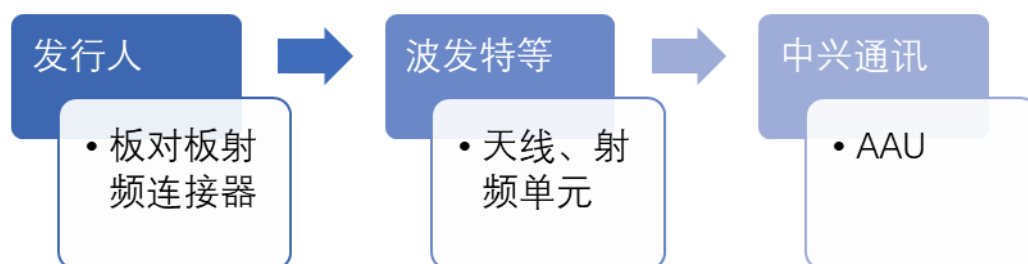 发行人
• 板对板射
频连接器
波发特等
• 天线、射
频单元
中兴通讯
• AAU